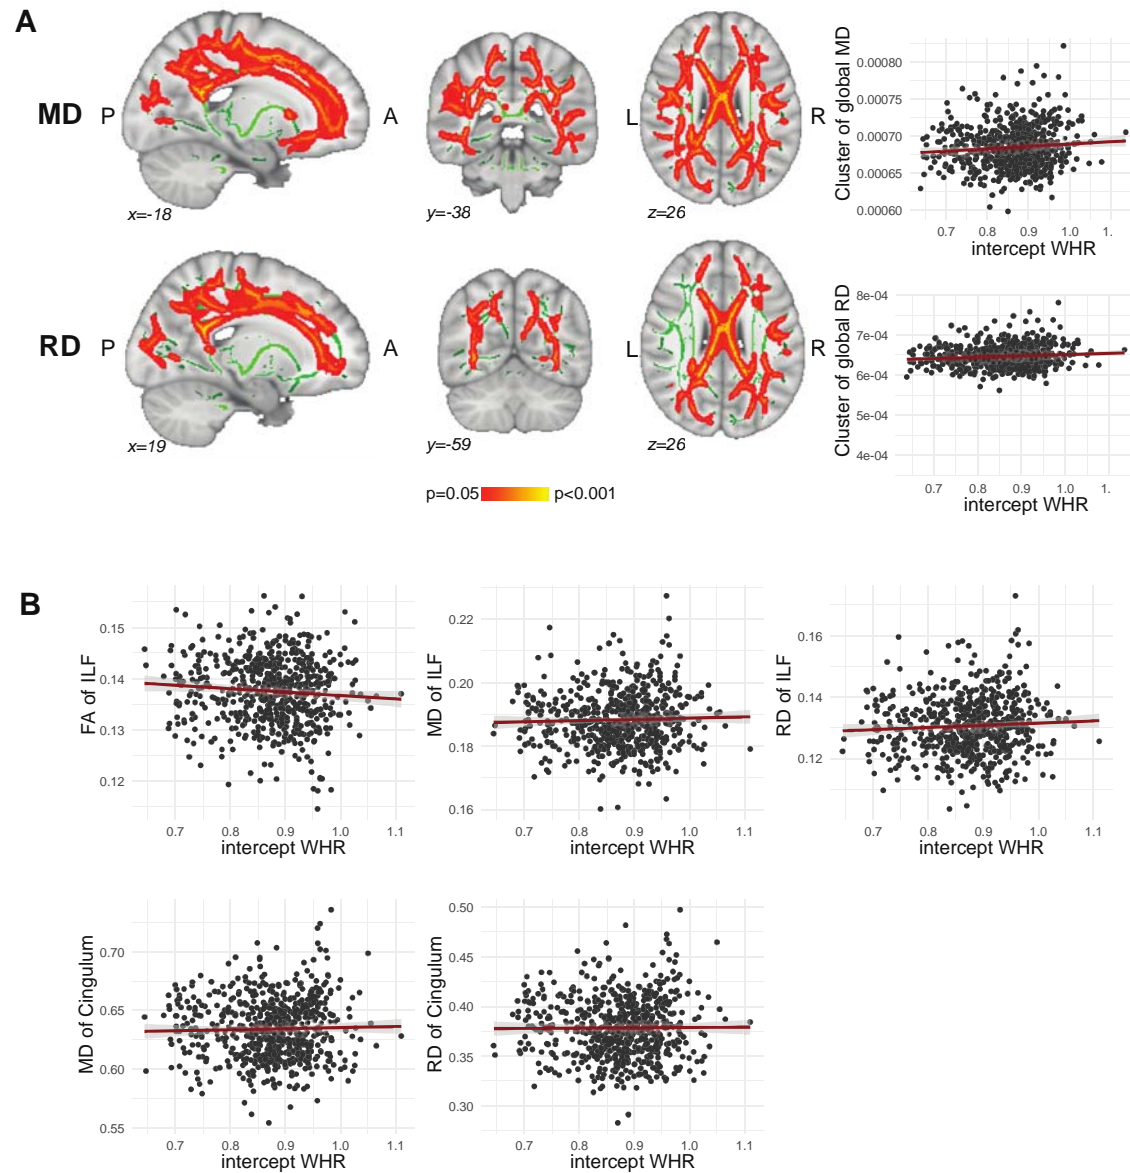 A
MD
P
A
L
R
x=-18
y=-38
z=26
Cluster of global MD
0.00080
0.00075
0.00070
0.00065
0.00060
0.7 0.8 0.9 1.0 1.
intercept WHR
RD
P
A
L
R
x=19
y=-59
z=26
Cluster of global RD
8e-04
7e-04
6e-04
5e-04
4e-04
0.7 0.8 0.9 1.0 1.
intercept WHR
p=0.05 p<0.001
B
FA of ILF
0.15
0.14
0.13
0.12
0.7 0.8 0.9 1.0 1.1
intercept WHR
MD of ILF
0.22
0.20
0.18
0.16
0.7 0.8 0.9 1.0 1.1
intercept WHR
RD of ILF
0.16
0.14
0.12
0.7 0.8 0.9 1.0 1.1
intercept WHR
MD of Cingulum
0.70
0.65
0.60
0.55
0.7 0.8 0.9 1.0 1.1
intercept WHR
RD of Cingulum
0.50
0.45
0.40
0.35
0.30
0.7 0.8 0.9 1.0 1.1
intercept WHR